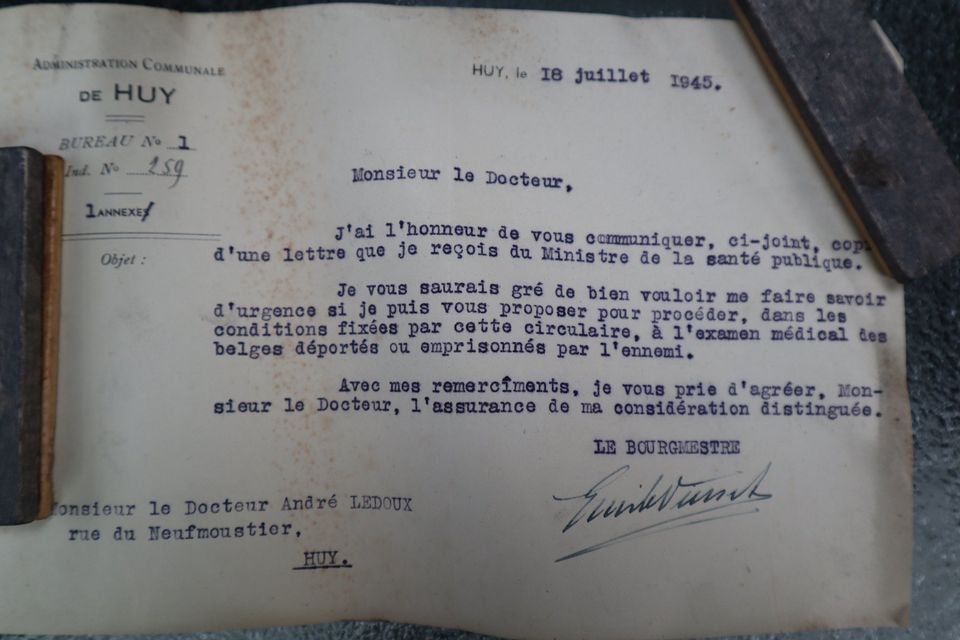 ADMINISTRATION COMMUNALE
DE HUY
BUREAU No 1
Ind. No 259
1 ANNEXE/
Objet :
HUY, le 18 juillet 1945.
Monsieur le Docteur,
J'ai l'honneur de vous communiquer, ci-joint, cop
d'une lettre que je reçois du Ministre de la santé publique.
Je vous saurais gré de bien vouloir me faire savoir
d'urgence si je puis vous proposer pour procéder, dans les
conditions fixées par cette circulaire, à l'examen médical des
belges déportés ou emprisonnés par l'ennemi.
Avec mes remercîments, je vous prie d'agréer, Mon-
sieur le Docteur, l'assurance de ma considération distinguée.
LE BOURGMESTRE
Monsieur le Docteur André LEDOUX
rue du Neufmoustier,
HUY.